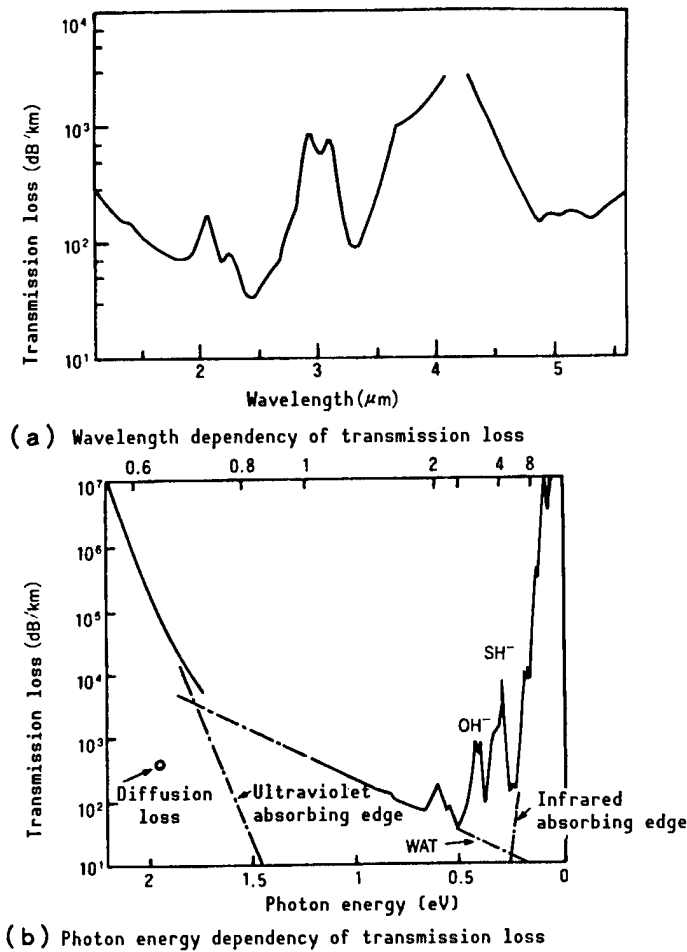 10⁴
10³
10²
10¹
Transmission loss (dB/km)
2 3 4 5
Wavelength(μm)
(a) Wavelength dependency of transmission loss
0.6 0.8 1 2 4 8
10⁷
10⁶
10⁵
10⁴
10³
10²
10¹
Transmission loss (dB/km)
SH⁻
OH⁻
Diffusion
loss
Ultraviolet
absorbing edge
Infrared
absorbing edge
WAT
2 1.5 1 0.5 0
Photon energy (eV)
(b) Photon energy dependency of transmission loss